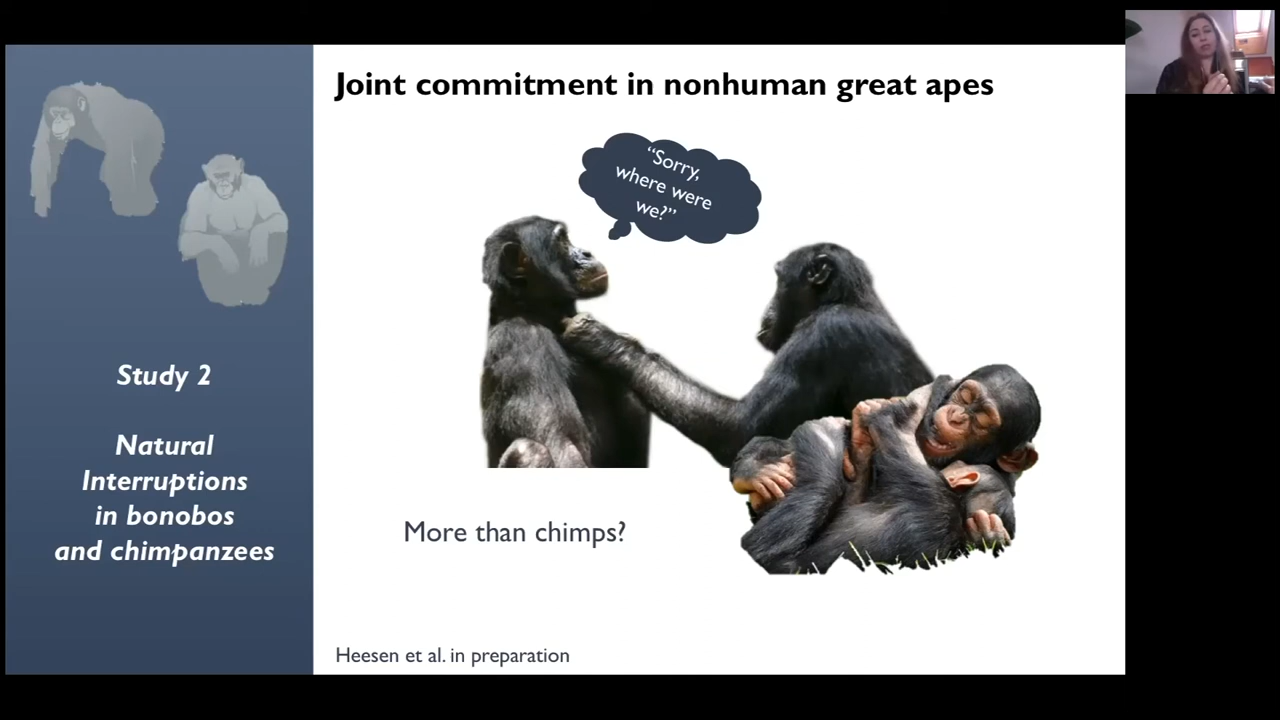 Joint commitment in nonhuman great apes
“Sorry,
where were
we?”
Study 2
Natural
Interruptions
in bonobos
and chimpanzees
More than chimps?
Heesen et al. in preparation